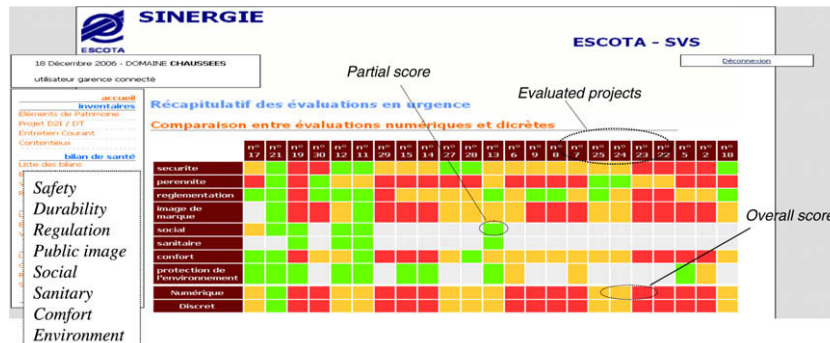 SINERGIE
ESCOTA
ESCOTA - SVS
18 Décembre 2006 - DOMAINE CHAUSSEES
Déconnexion
utilisateur garence connecté
Partial score
Evaluated projects
accueil
inventaires
Eléments de Patrimoine
Projet D2I / DT
Entretien Courant
Contentieux
bilan de santé
Liste des bilans
Récapitulatif des évaluations en urgence
Comparaison entre évaluations numériques et dicrètes
n° 17 n° 21 n° 19 n° 30 n° 12 n° 11 n° 29 n° 15 n° 14 n° 27 n° 28 n° 13 n° 6 n° 9 n° 8 n° 7 n° 25 n° 24 n° 23 n° 22 n° 5 n° 2 n° 18
securite
perennite
reglementation
image de
marque
social
sanitaire
confort
protection de
l'environnement
Numérique
Discret
Safety
Durability
Regulation
Public image
Social
Sanitary
Comfort
Environment
Overall score